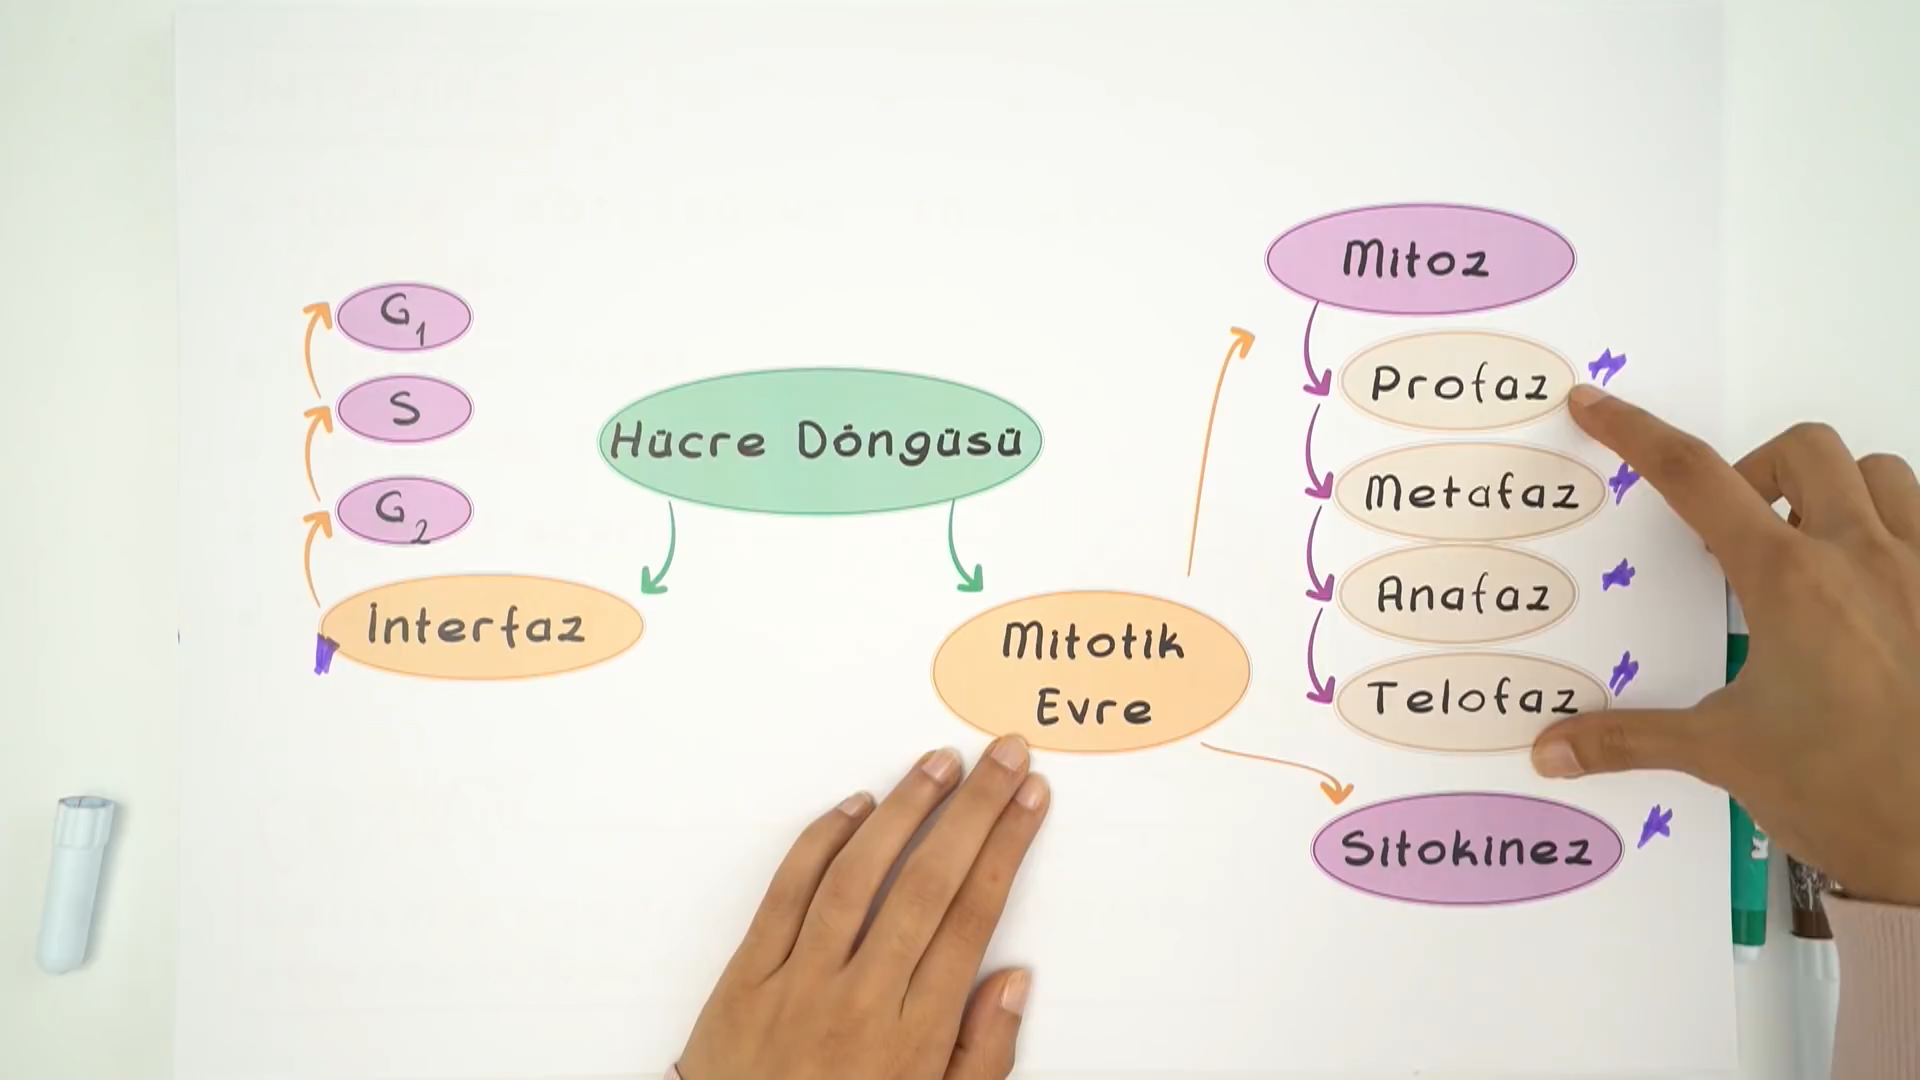 Hücre Döngüsü
İnterfaz
G1
S
G2
Mitotik
Evre
Mitoz
Profaz
Metafaz
Anafaz
Telofaz
Sitokinez